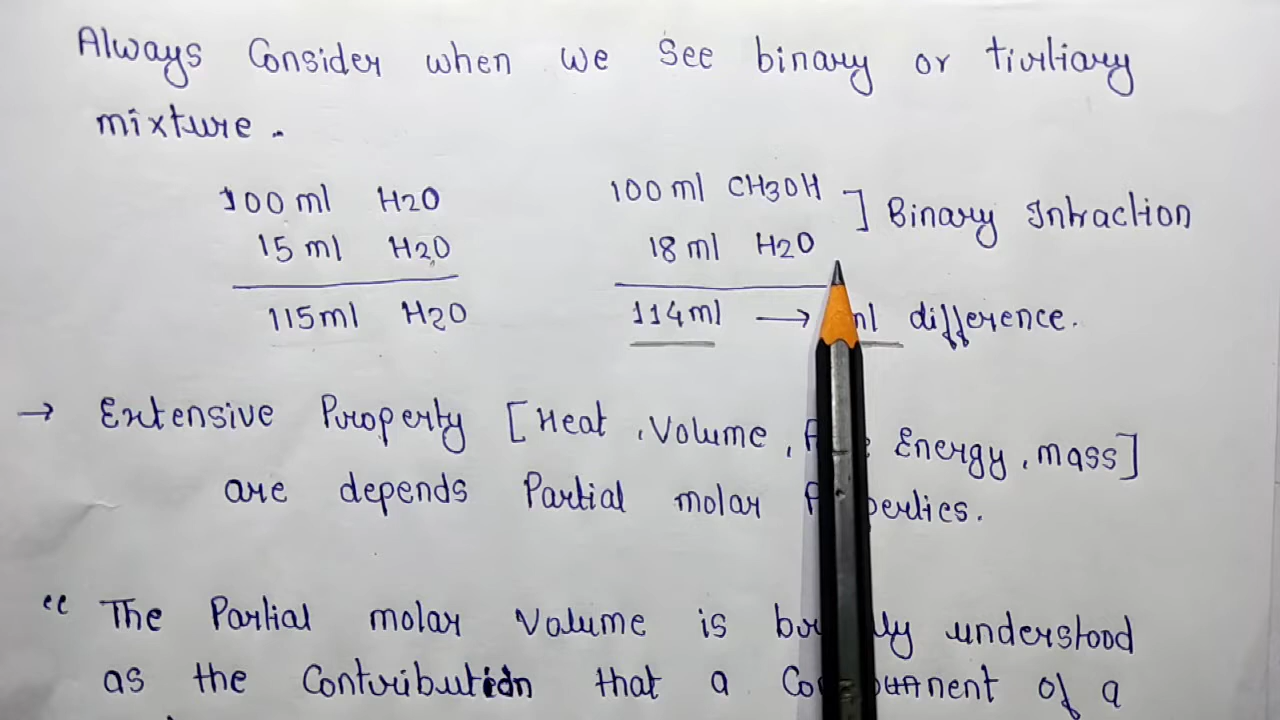 Always Consider when we see binary or tirtiary
mixture.
100 ml H2O 100 ml CH3OH ] Binary Intraction
15 ml H2O 18 ml H2O
115ml H2O 114ml → ml difference.
→ Extensive Property [Heat, Volume, Energy, mass]
are depends Partial molar
“ The Partial molar Volume is understood
as the Contribution that a of a